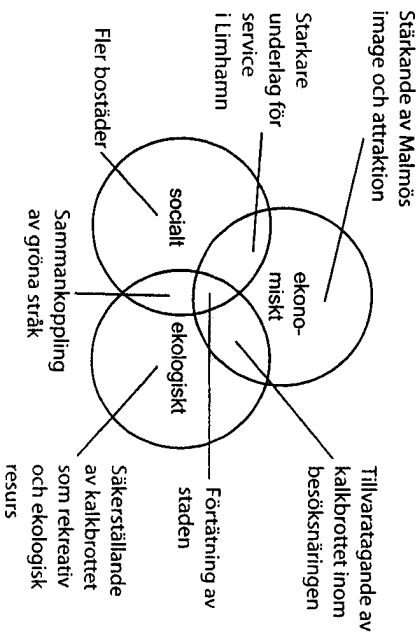 Stärkande av Malmös
image och attraktion
Starkare
underlag för
service
i Limhamn
Fler bostäder
ekono-
miskt
socialt
ekologiskt
Sammankoppling
av gröna stråk
Tillvaratagande av
kalkbrottet inom
besöksnäringen
Förtätning av
staden
Säkerställande
av kalkbrottet
som rekreativ
och ekologisk
resurs